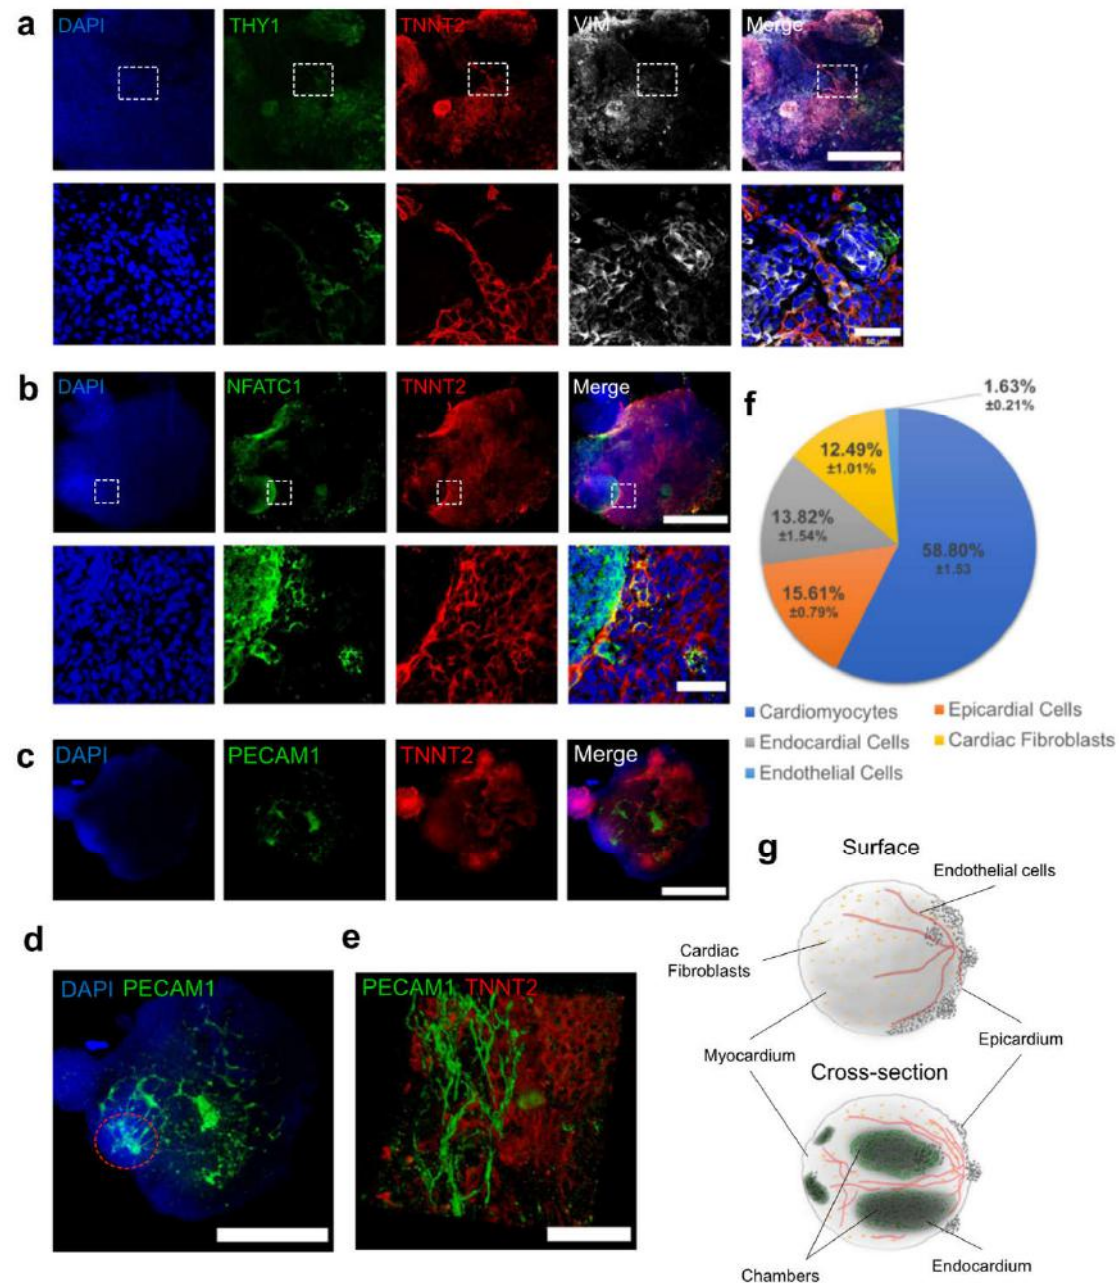 a
DAPI
THY1
TNNT2
VIM
Merge
50 µm
b
DAPI
NFATC1
TNNT2
Merge
c
DAPI
PECAM1
TNNT2
Merge
d
DAPI PECAM1
e
PECAM1 TNNT2
f
1.63%
±0.21%
12.49%
±1.01%
13.82%
±1.54%
58.80%
±1.53
15.61%
±0.79%
Cardiomyocytes
Epicardial Cells
Endocardial Cells
Cardiac Fibroblasts
Endothelial Cells
g
Surface
Endothelial cells
Cardiac
Fibroblasts
Myocardium
Epicardium
Cross-section
Chambers
Endocardium